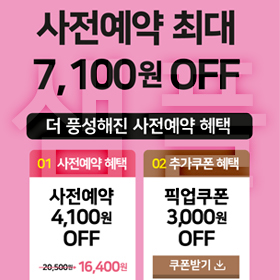 사전예약 최대
7,100원 OFF
더 풍성해진 사전예약 혜택
01 사전예약 혜택
사전예약
4,100원
OFF
20,500원 16,400원
02 추가쿠폰 혜택
픽업쿠폰
3,000원
OFF
쿠폰받기